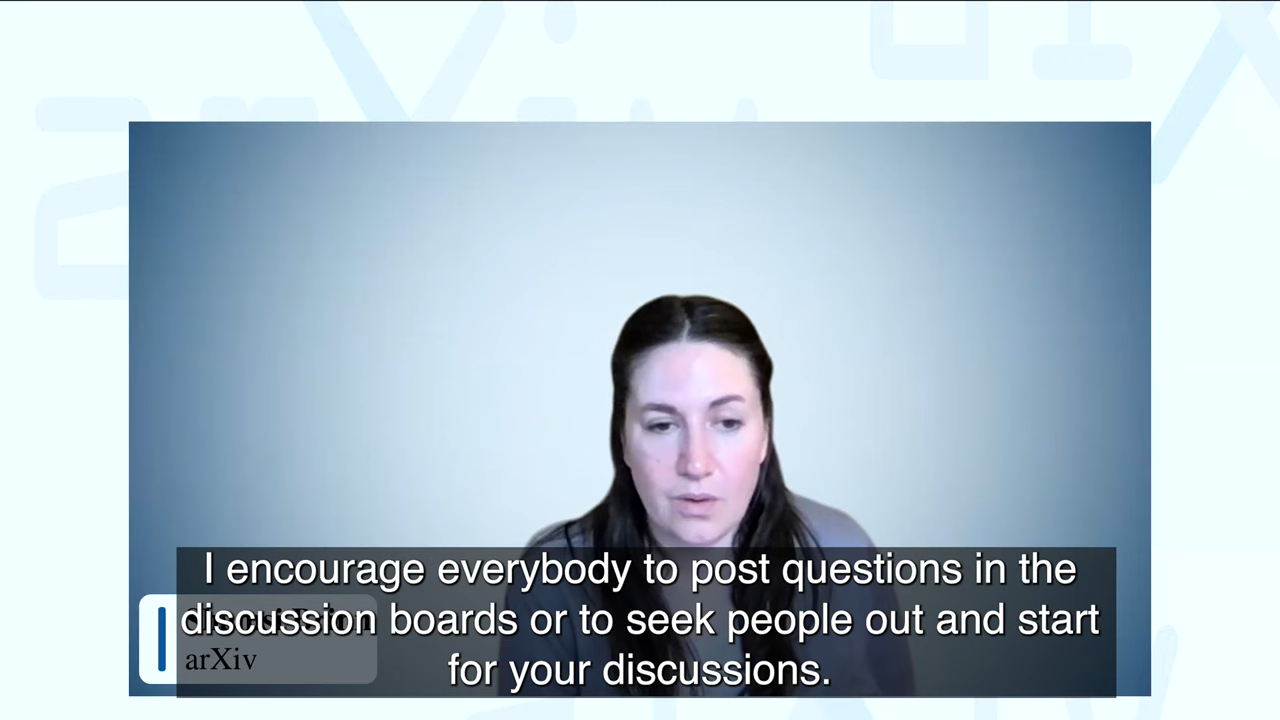 arXiv
I encourage everybody to post questions in the
discussion boards or to seek people out and start
for your discussions.
arXiv